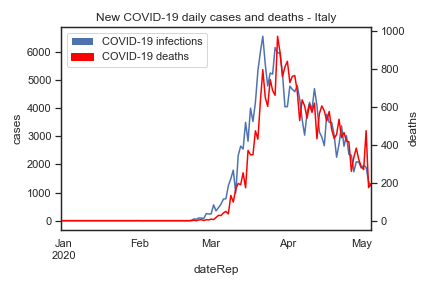 New COVID-19 daily cases and deaths - Italy
COVID-19 infections
COVID-19 deaths
cases
6000
5000
4000
3000
2000
1000
0
deaths
1000
800
600
400
200
0
Jan Feb Mar Apr May
2020
dateRep